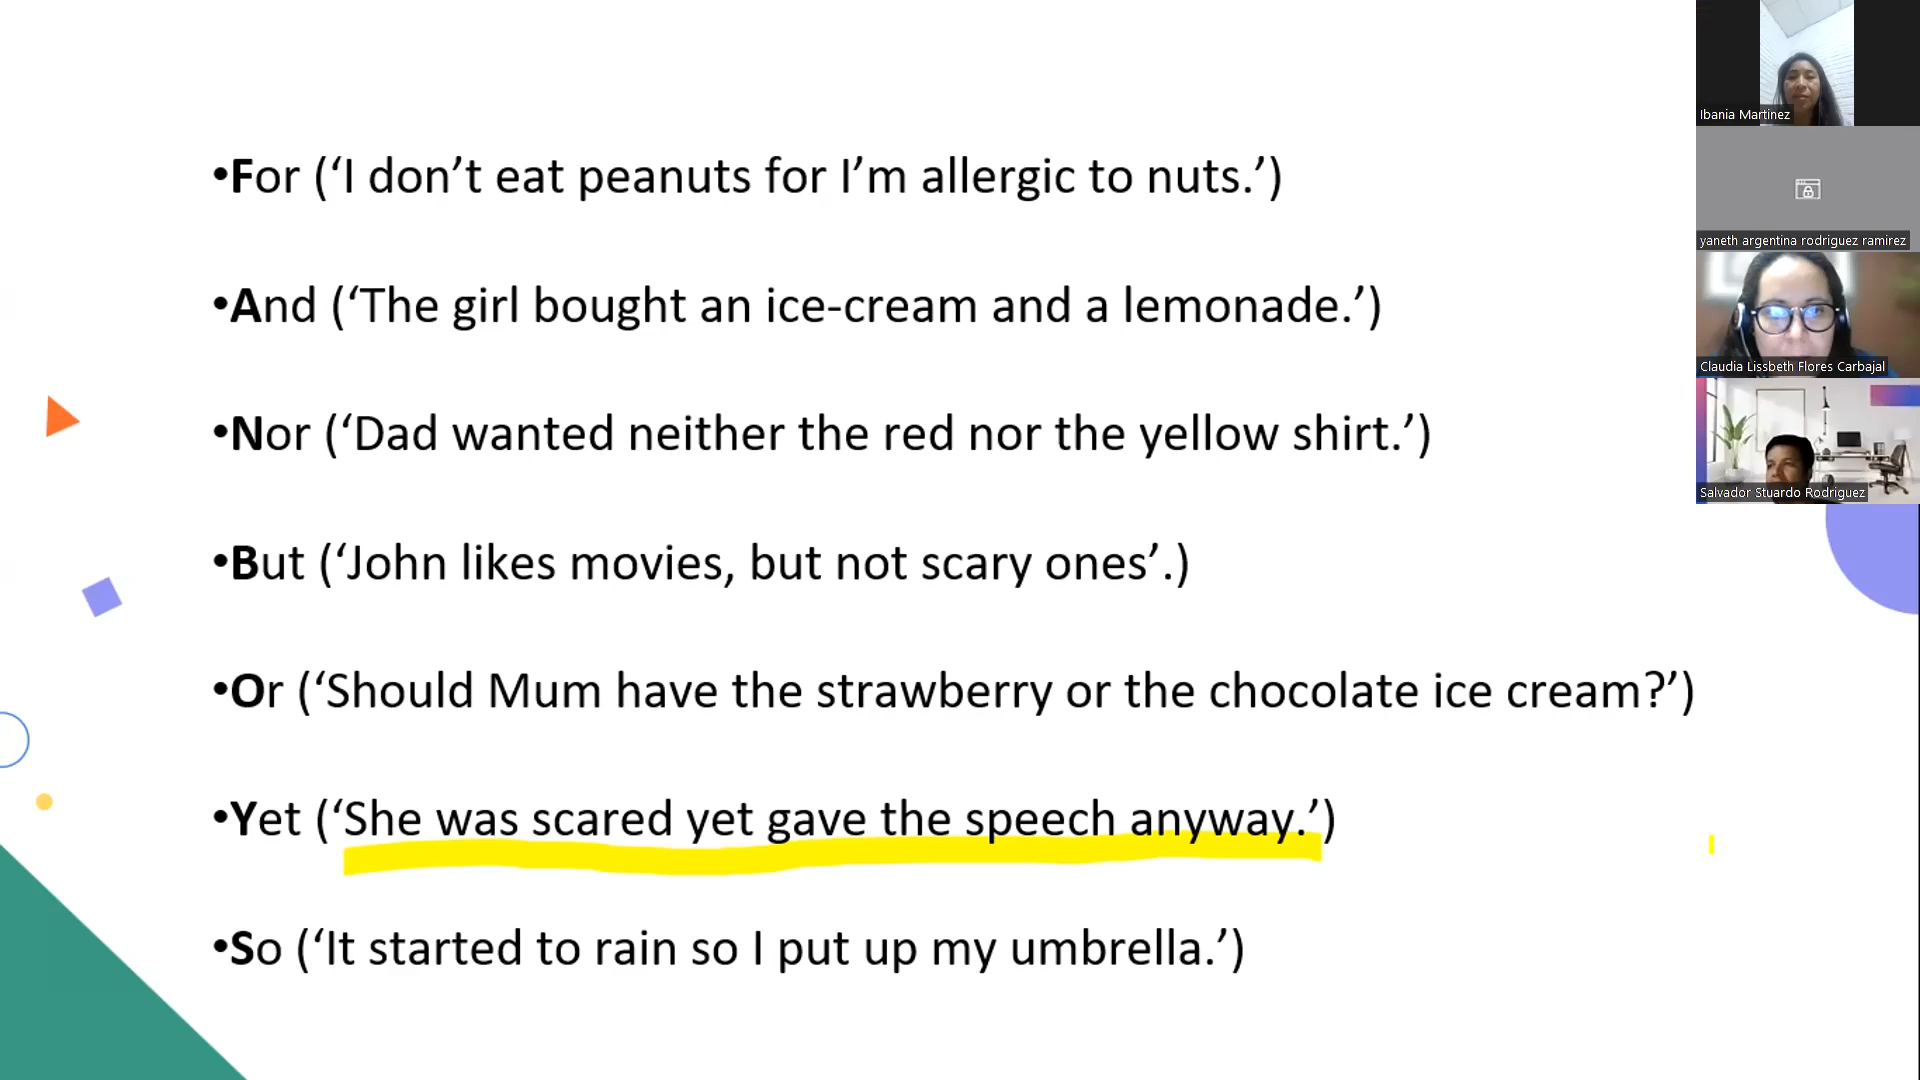 •For (‘I don’t eat peanuts for I’m allergic to nuts.’)
•And (‘The girl bought an ice-cream and a lemonade.’)
•Nor (‘Dad wanted neither the red nor the yellow shirt.’)
•But (‘John likes movies, but not scary ones’.)
•Or (‘Should Mum have the strawberry or the chocolate ice cream?’)
•Yet (‘She was scared yet gave the speech anyway.’)
•So (‘It started to rain so I put up my umbrella.’)
Ibania Martinez
yaneth argentina rodriguez ramirez
Claudia Lissbeth Flores Carbajal
Salvador Stuardo Rodriguez